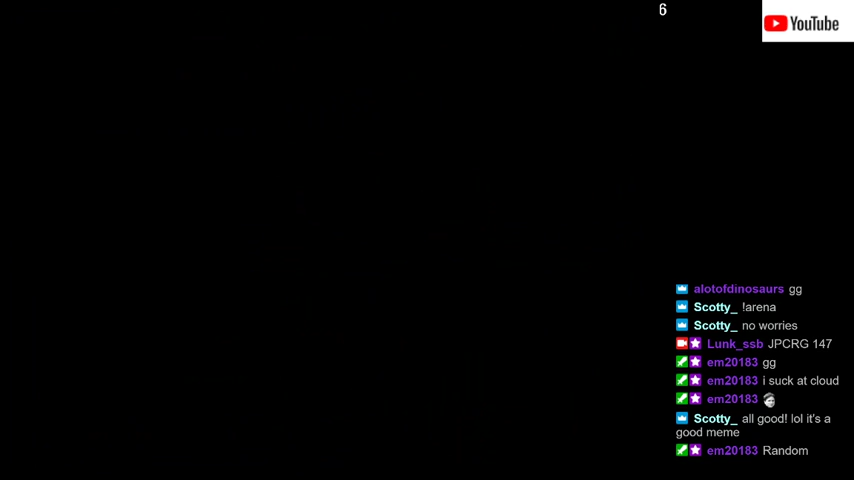 6
YouTube
alotofdinosaurs gg
Scotty_ !arena
Scotty_ no worries
Lunk_ssb JPCRG 147
em20183 gg
em20183 i suck at cloud
em20183
Scotty_ all good! lol it's a
good meme
em20183 Random